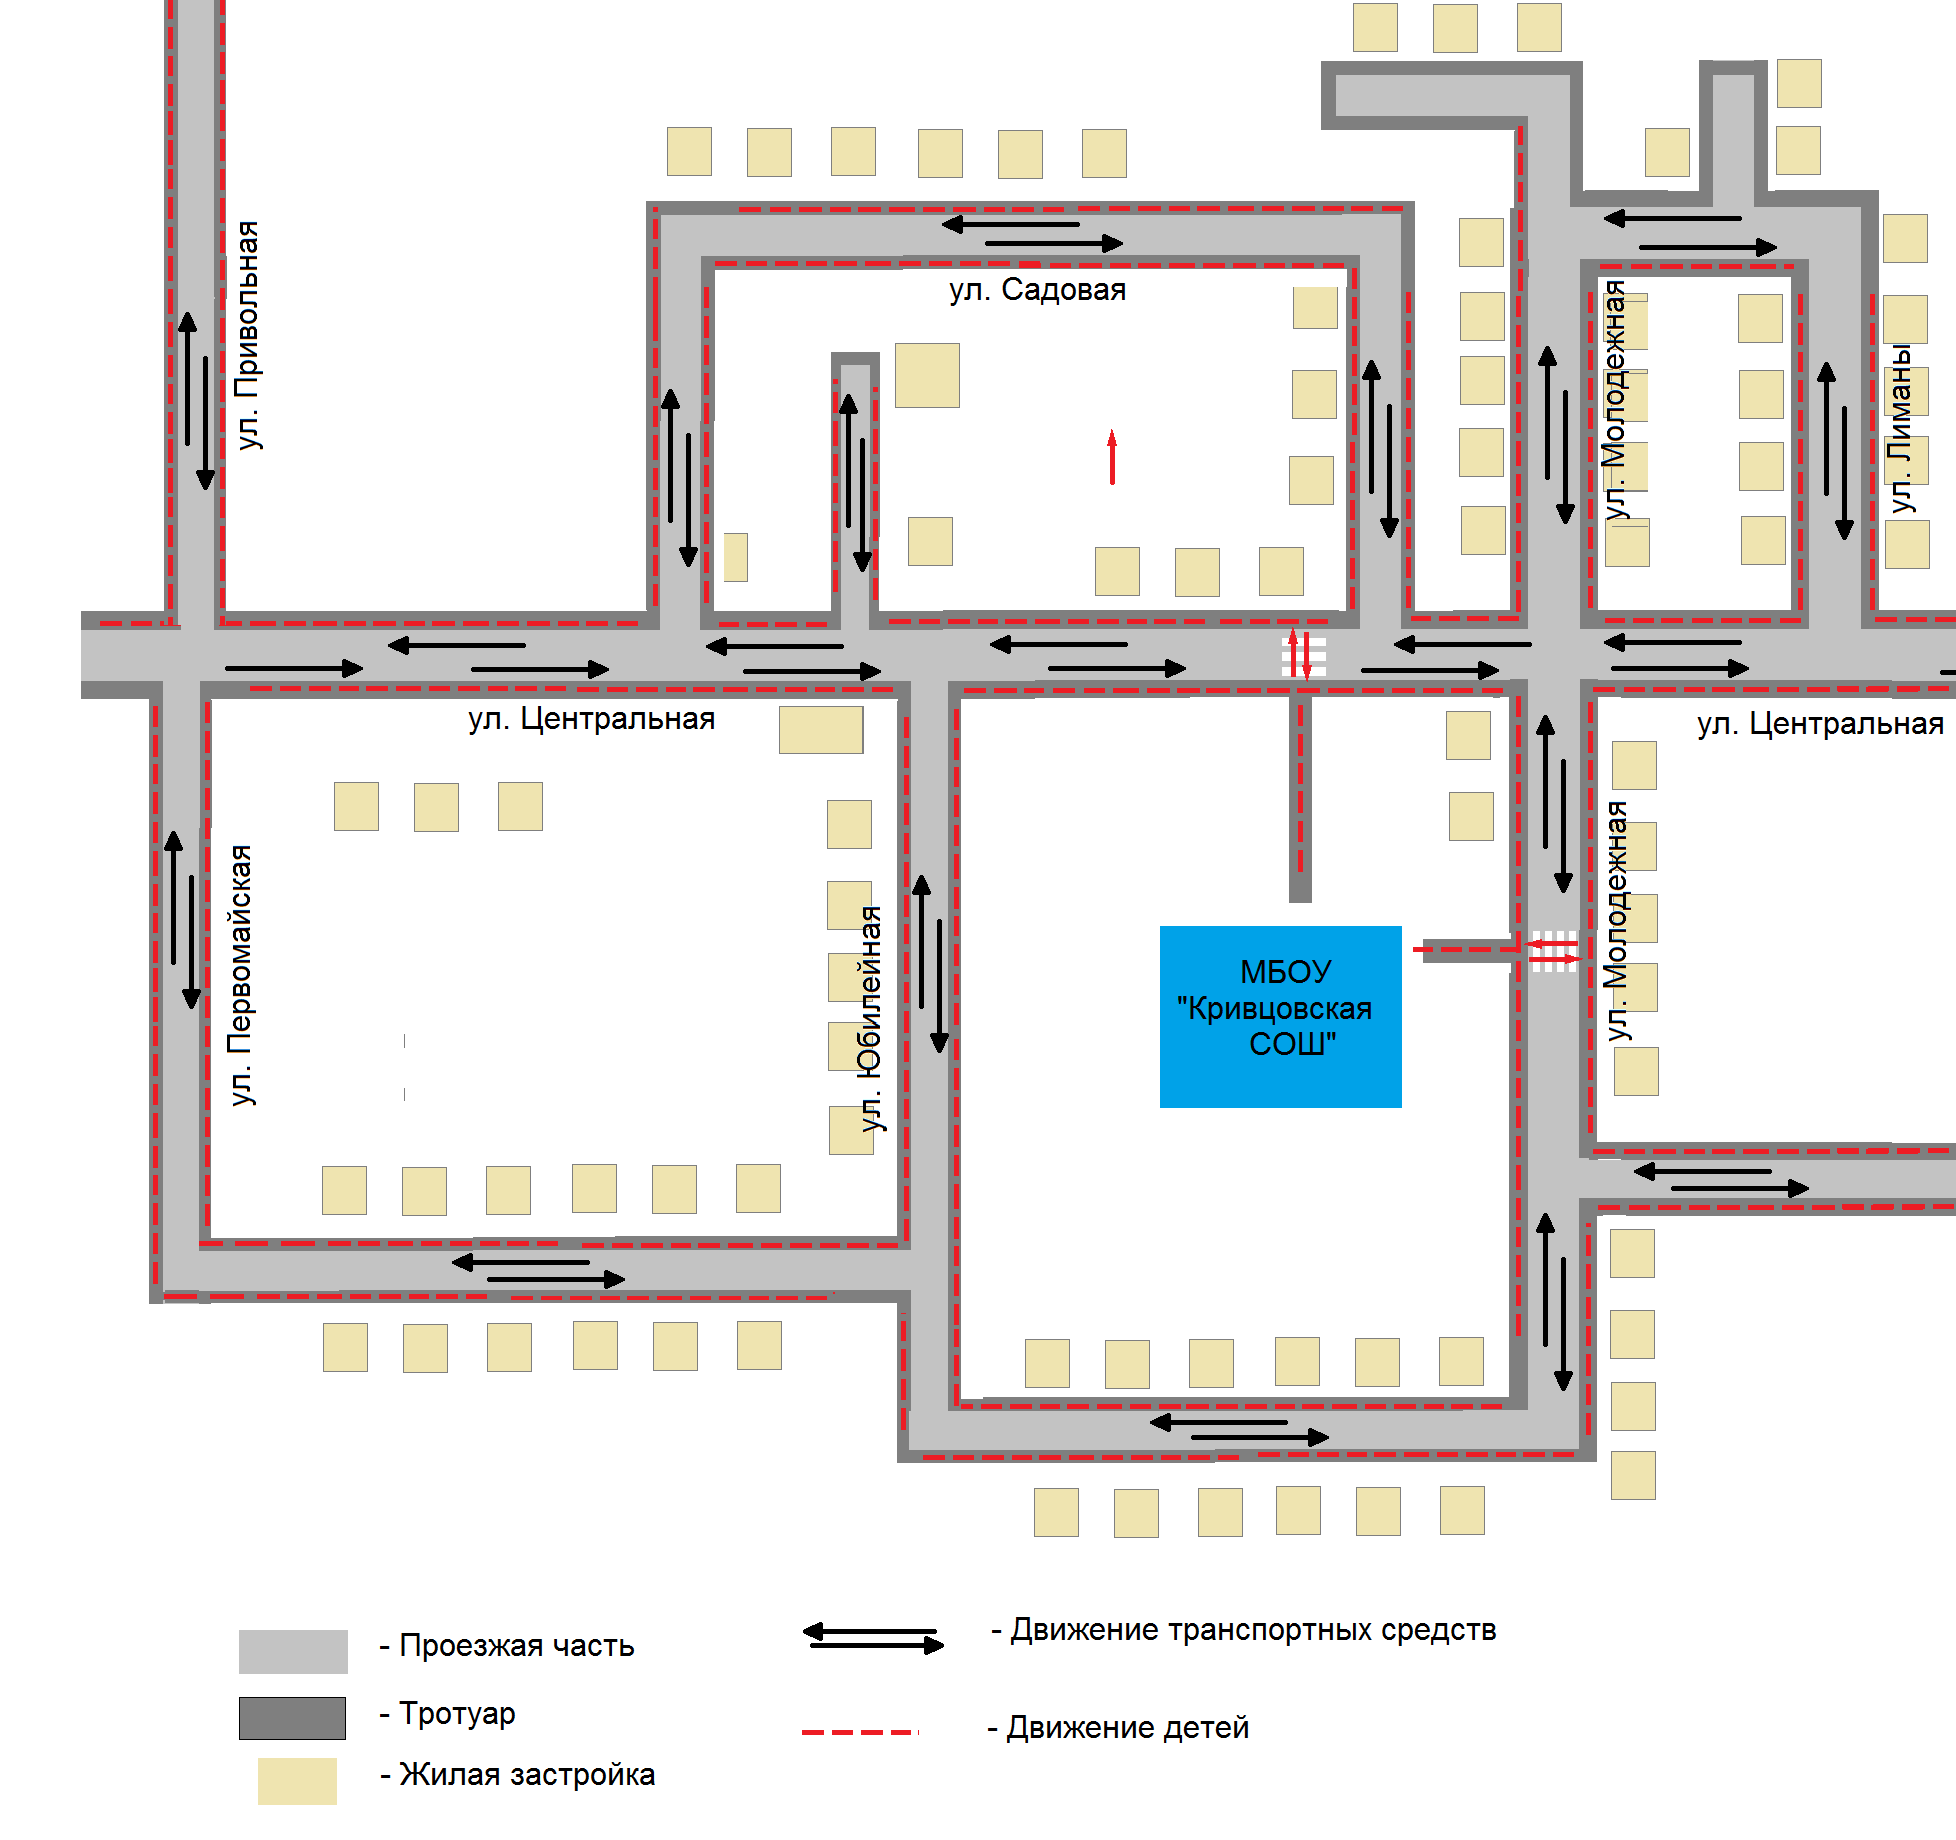 ул. Привольная
ул. Садовая
ул. Молодежная
ул. Лиманы
ул. Центральная
ул. Центральная
ул. Первомайская
ул. Юбилейная
ул. Молодежная
МБОУ
"Кривцовская
СОШ"
- Проезжая часть
- Движение транспортных средств
- Тротуар
- Движение детей
- Жилая застройка